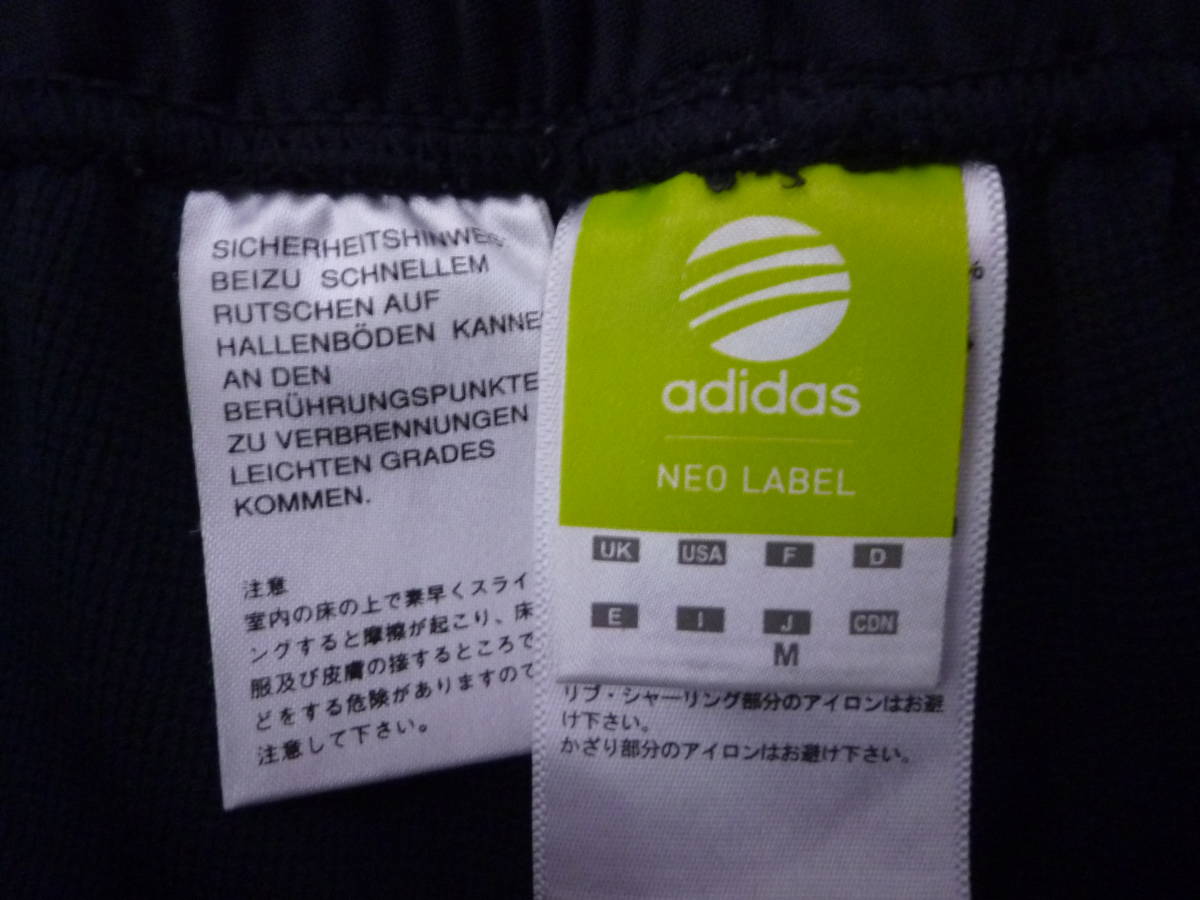 SICHERHEITSHINWEIS
BEIZU SCHNELLEM
RUTSCHEN AUF
HALLENBÖDEN KANNE
AN DEN
BERÜHRUNGSPUNKTE
ZU VERBRENNUNGEN
LEICHTEN GRADES
KOMMEN.
注意
室内の床の上で素早くスライ
ングすると摩擦が起こり、床
服及び皮膚の接するところで
どをする危険がありますので
注意して下さい。
adidas
NEO LABEL
UK USA F D
E I J CDN
M
リブ・シャーリング部分のアイロンはお避
け下さい。
かざり部分のアイロンはお避け下さい。